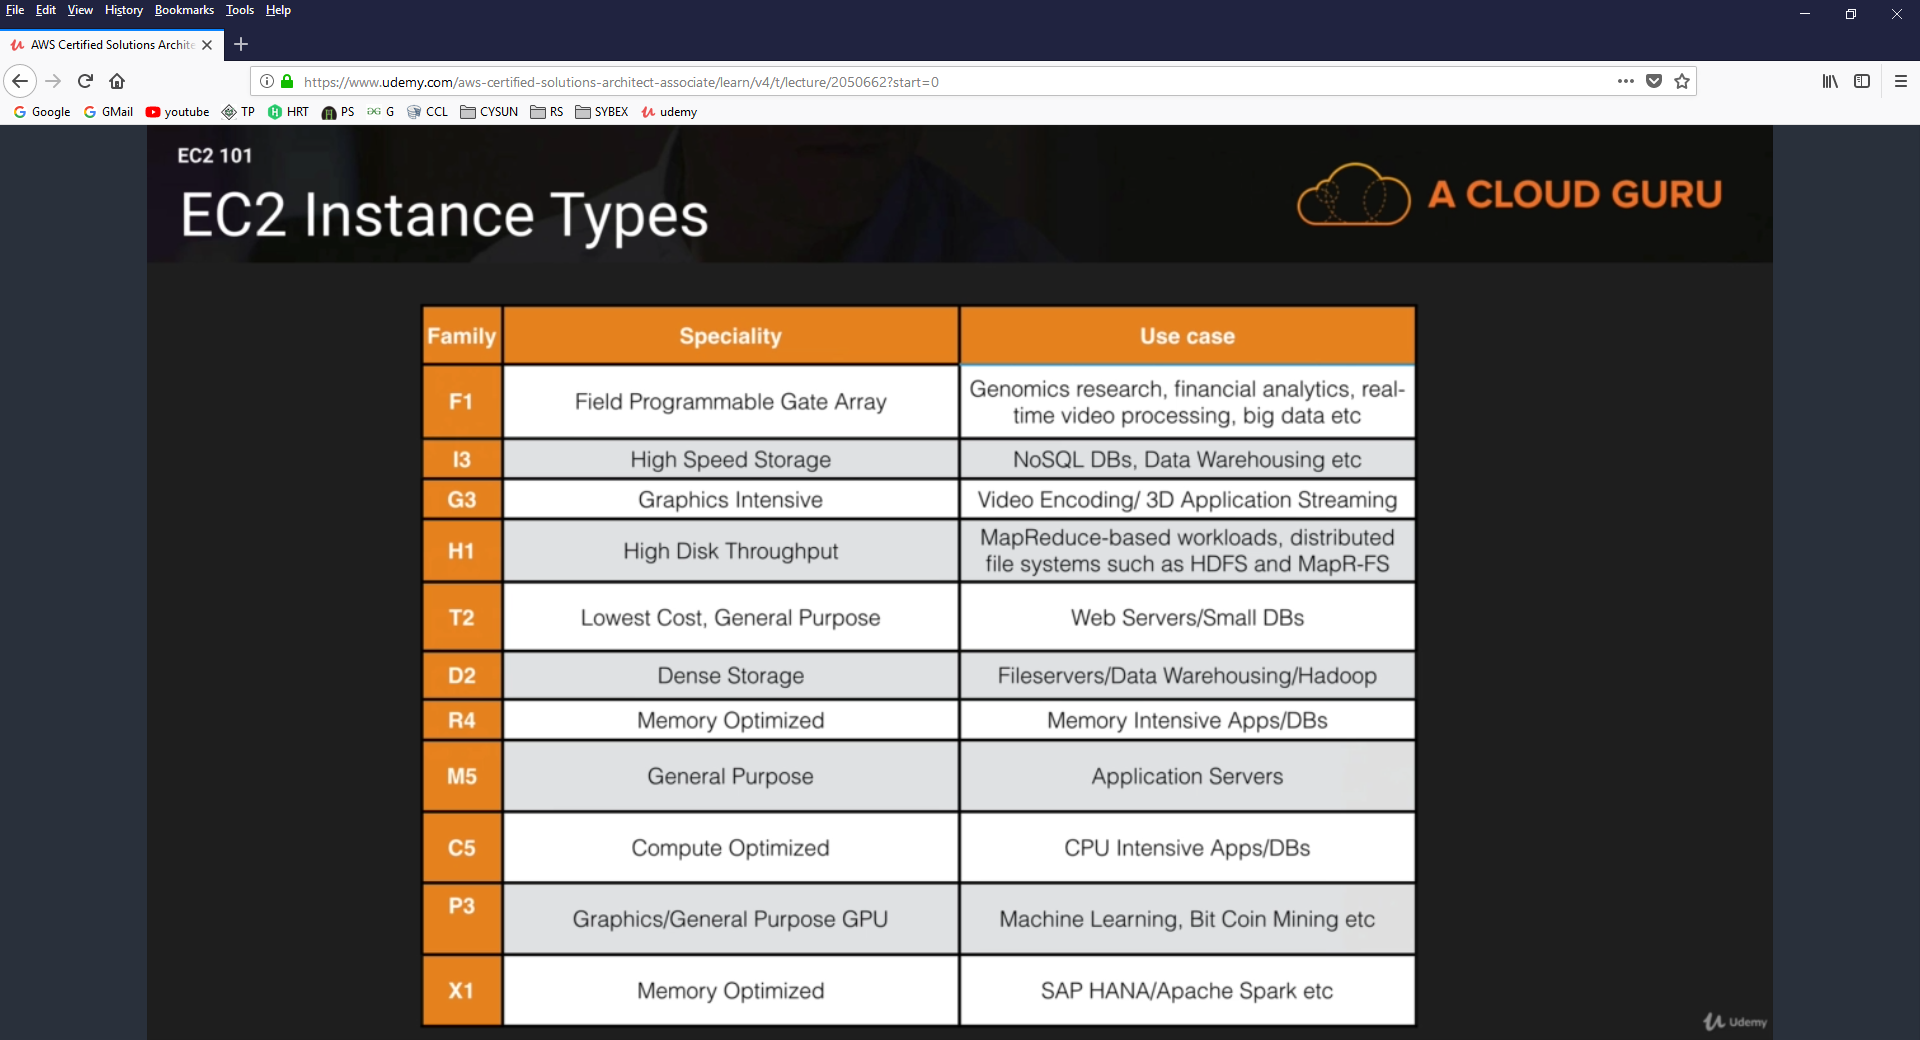 File Edit View History Bookmarks Tools Help
AWS Certified Solutions Archite
https://www.udemy.com/aws-certified-solutions-architect-associate/learn/v4/t/lecture/2050662?start=0
Google GMail youtube TP HRT PS G CCL CYSUN RS SYBEX udemy
EC2 101
EC2 Instance Types
A CLOUD GURU
Family Speciality Use case
F1 Field Programmable Gate Array Genomics research, financial analytics, real-
time video processing, big data etc
I3 High Speed Storage NoSQL DBs, Data Warehousing etc
G3 Graphics Intensive Video Encoding/ 3D Application Streaming
H1 High Disk Throughput MapReduce-based workloads, distributed
file systems such as HDFS and MapR-FS
T2 Lowest Cost, General Purpose Web Servers/Small DBs
D2 Dense Storage Fileservers/Data Warehousing/Hadoop
R4 Memory Optimized Memory Intensive Apps/DBs
M5 General Purpose Application Servers
C5 Compute Optimized CPU Intensive Apps/DBs
P3 Graphics/General Purpose GPU Machine Learning, Bit Coin Mining etc
X1 Memory Optimized SAP HANA/Apache Spark etc
Udemy